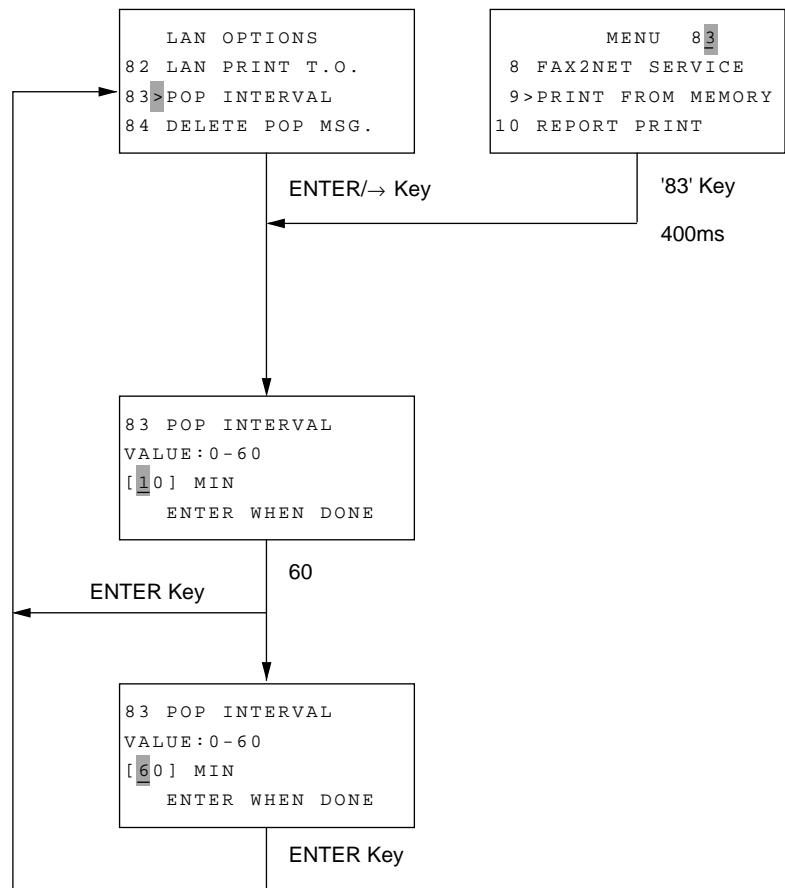 LAN OPTIONS
82 LAN PRINT T.O.
83>POP INTERVAL
84 DELETE POP MSG.
MENU 83
8 FAX2NET SERVICE
9>PRINT FROM MEMORY
10 REPORT PRINT
ENTER/→ Key
'83' Key
400ms
83 POP INTERVAL
VALUE:0-60
[10] MIN
ENTER WHEN DONE
60
ENTER Key
83 POP INTERVAL
VALUE:0-60
[60] MIN
ENTER WHEN DONE
ENTER Key